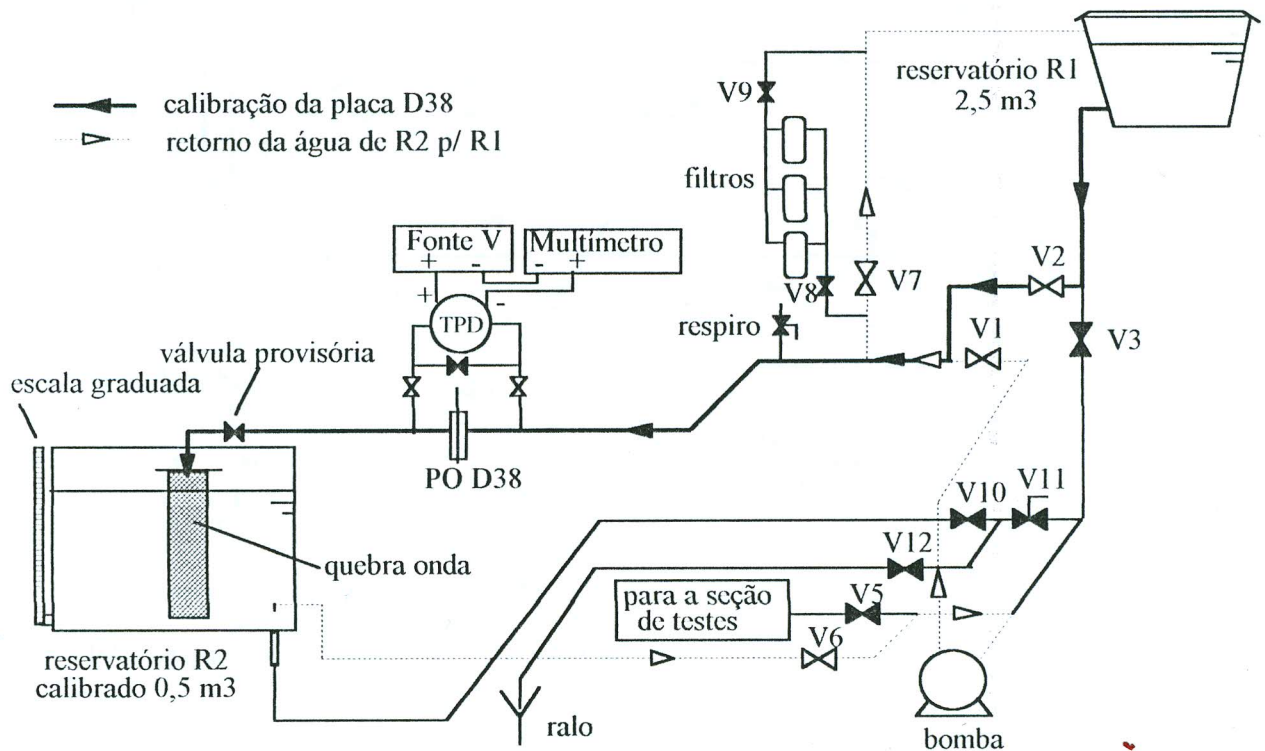 reservatório R1
2,5 m3
calibração da placa D38
retorno da água de R2 p/ R1
V9
filtros
Fonte V
Multímetro
+
-
-
+
+
-
TPD
V8
V7
V2
respiro
V1
V3
válvula provisória
escala graduada
PO D38
V10
V11
quebra onda
V12
para a seção
de testes
V5
V6
reservatório R2
calibrado 0,5 m3
ralo
bomba